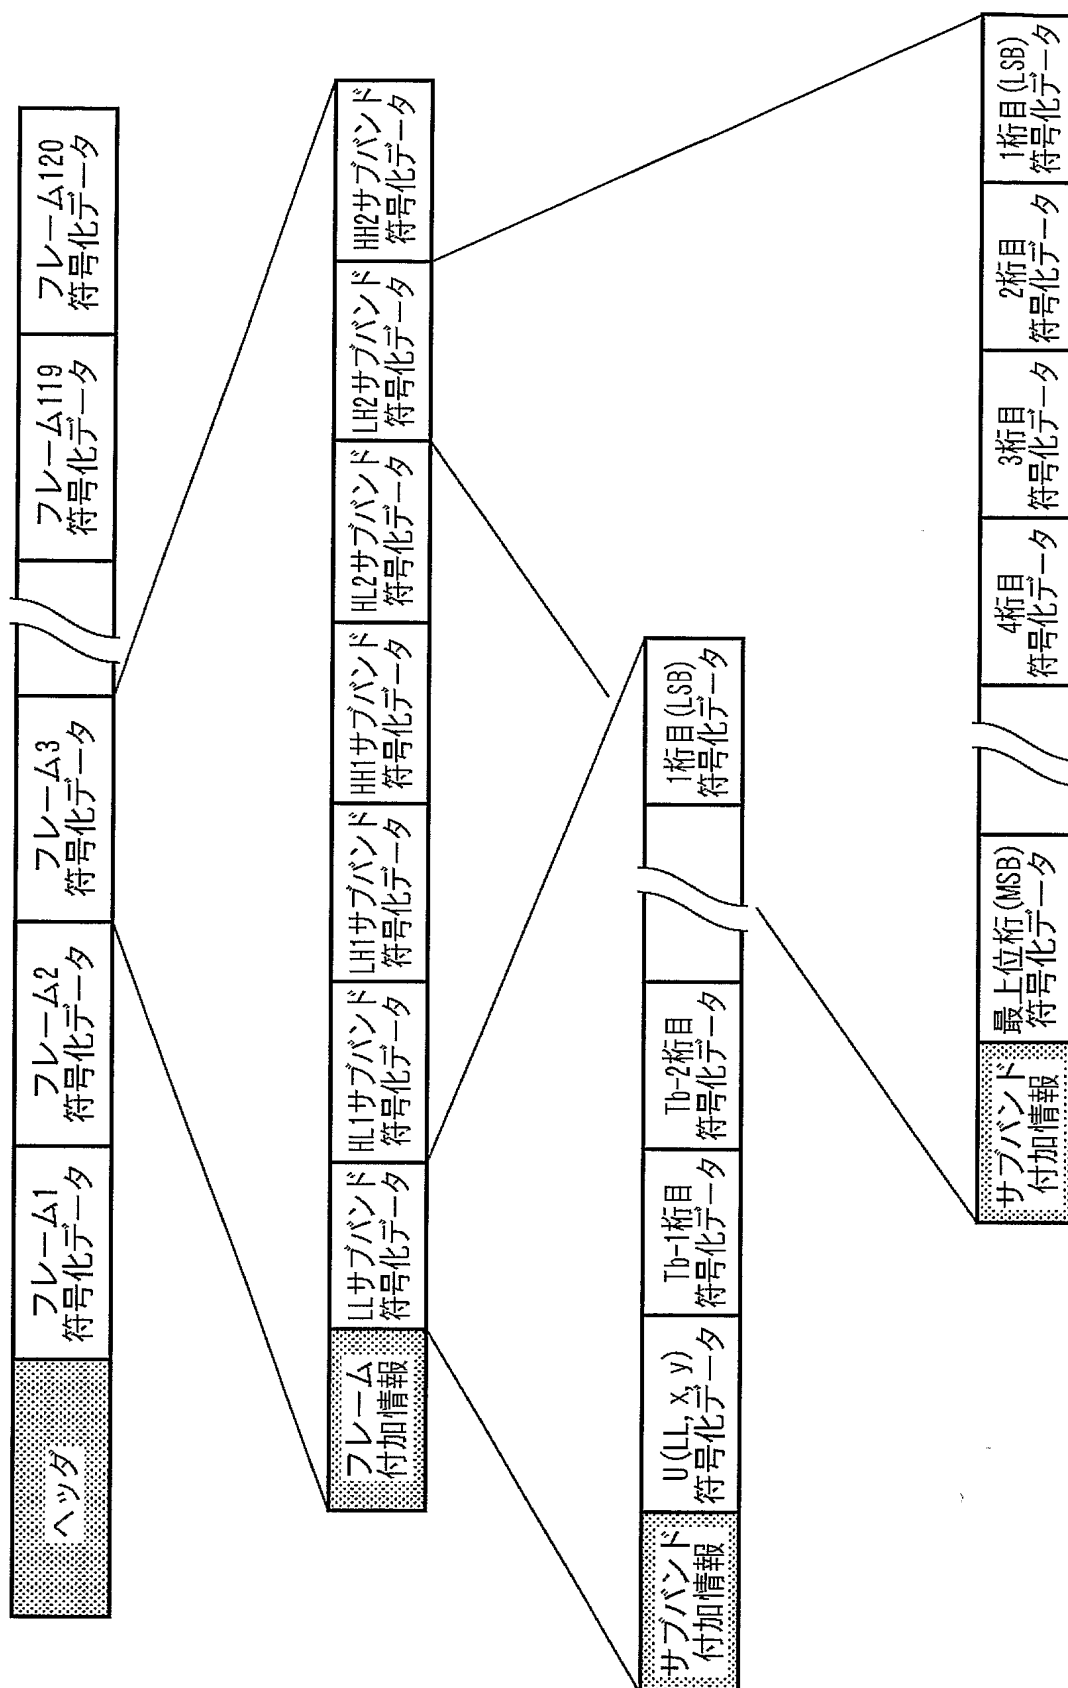 ヘッダ
フレーム1
符号化データ
フレーム2
符号化データ
フレーム3
符号化データ
フレーム119
符号化データ
フレーム120
符号化データ
フレーム
付加情報
LLサブバンド
符号化データ
HL1サブバンド
符号化データ
LH1サブバンド
符号化データ
HH1サブバンド
符号化データ
HL2サブバンド
符号化データ
LH2サブバンド
符号化データ
HH2サブバンド
符号化データ
サブバンド
付加情報
U(LL, x, y)
符号化データ
Tb-1桁目
符号化データ
Tb-2桁目
符号化データ
1桁目(LSB)
符号化データ
サブバンド
付加情報
最上位桁(MSB)
符号化データ
4桁目
符号化データ
3桁目
符号化データ
2桁目
符号化データ
1桁目(LSB)
符号化データ